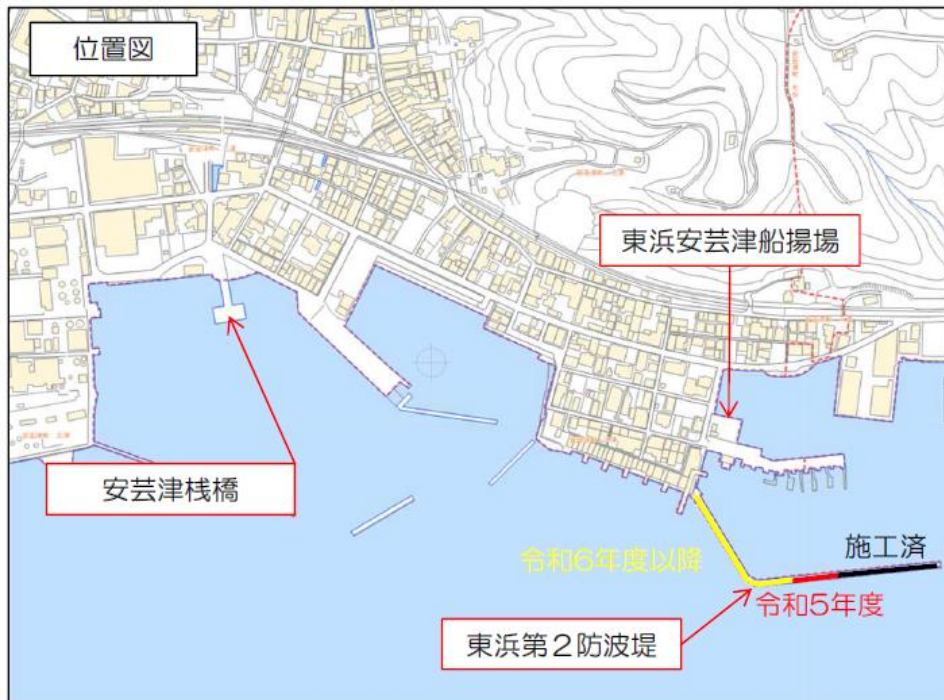 位置図
東浜安芸津船揚場
安芸津桟橋
令和6年度以降
施工済
令和5年度
東浜第2防波堤